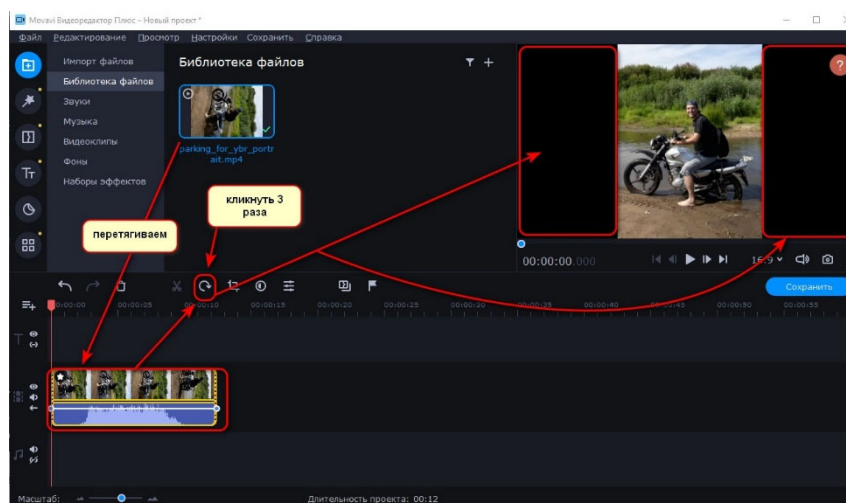 Movavi Видеоредактор Плюс – Новый проект *
Файл Редактирование Просмотр Настройки Сохранить Справка
Импорт файлов
Библиотека файлов
Звуки
Музыка
Видеоклипы
Фоны
Наборы эффектов
Библиотека файлов
parking_for_ybr_portr
ait.mp4
кликнуть 3
раза
перетягиваем
?
00:00:00.000
16:9
Сохранить
00:00:00 00:00:05 00:00:10 00:00:15 00:00:20 00:00:25 00:00:30 00:00:35 00:00:40 00:00:45 00:00:50 00:00:55
Масштаб:
Длительность проекта: 00:12